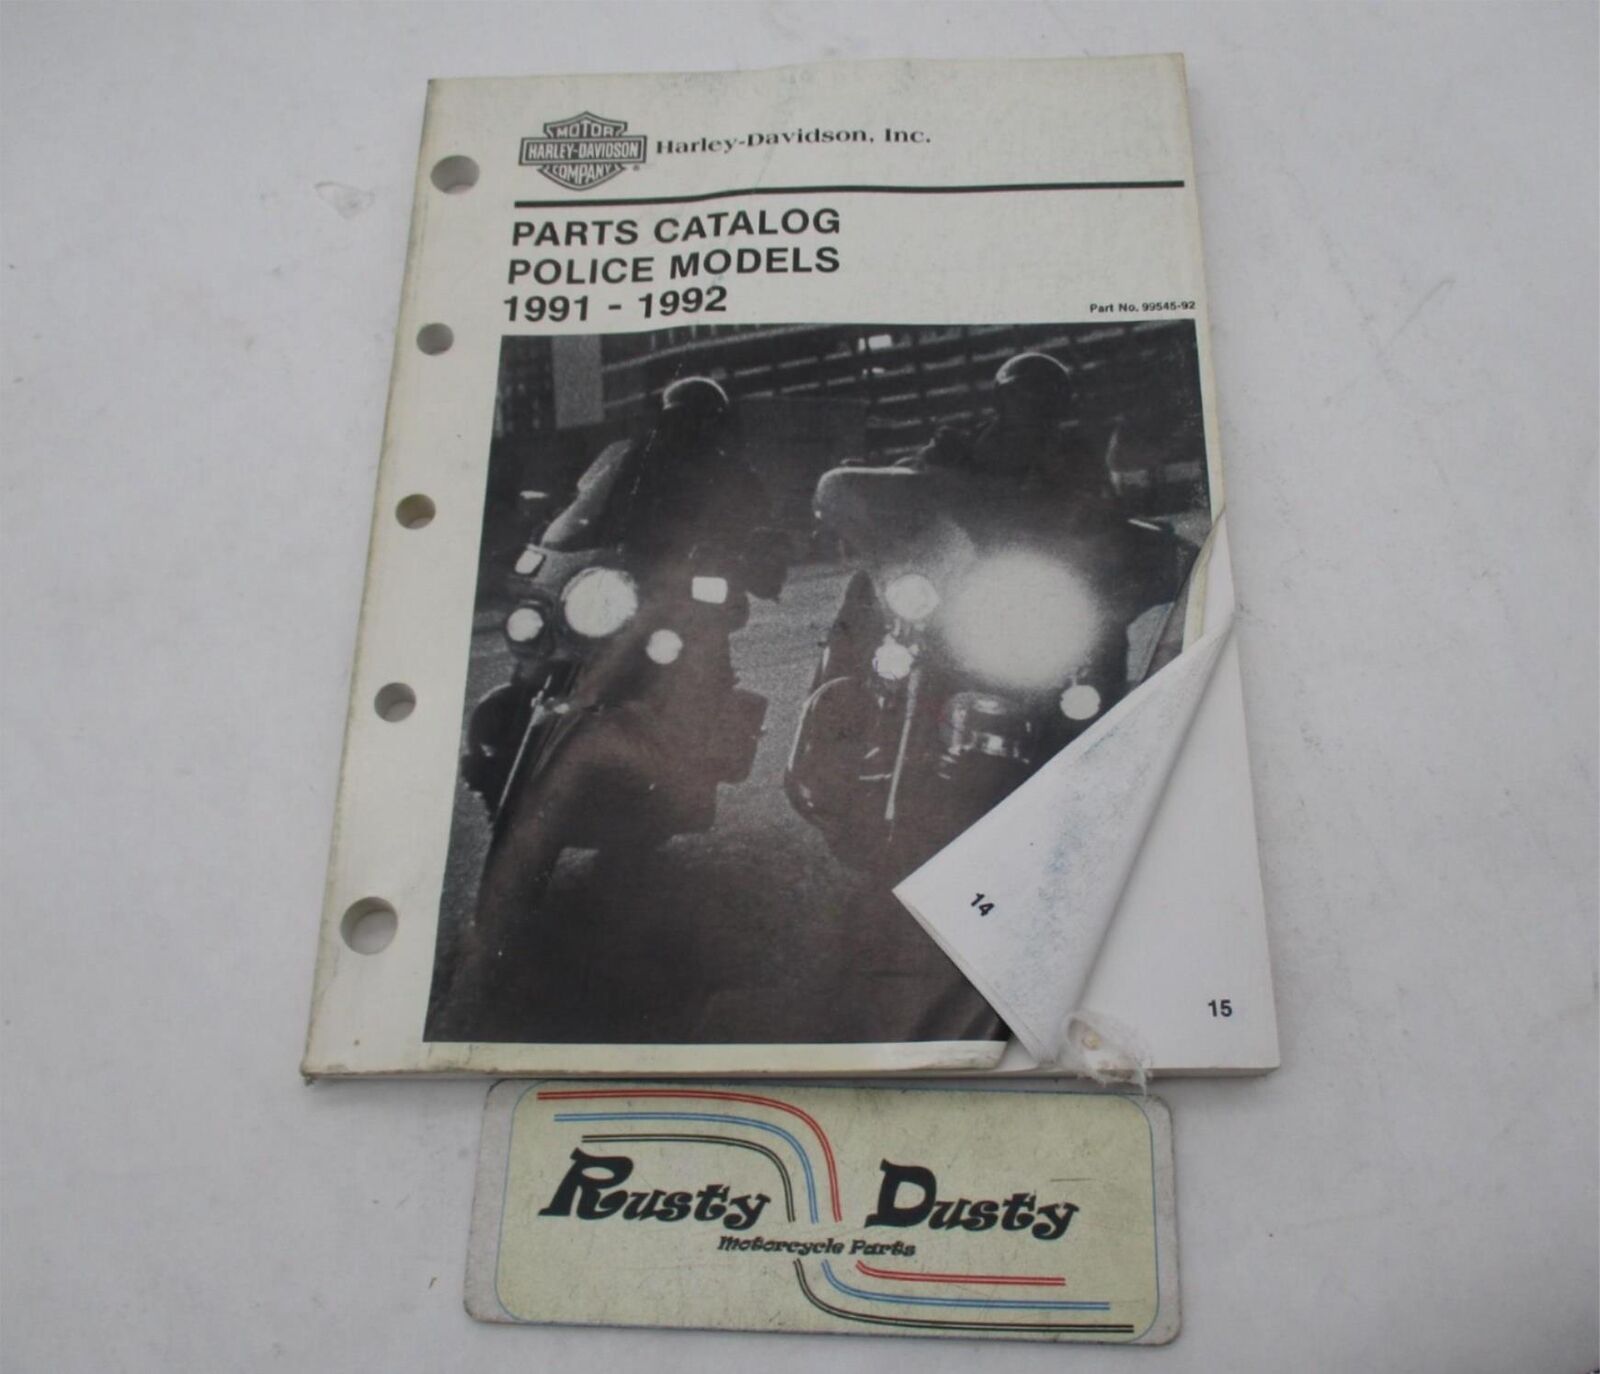 MOTOR
HARLEY-DAVIDSON
COMPANY
®
Harley-Davidson, Inc.
PARTS CATALOG
POLICE MODELS
1991 - 1992
Part No. 99545-92
14
15
Rusty Dusty
Motorcycle Parts